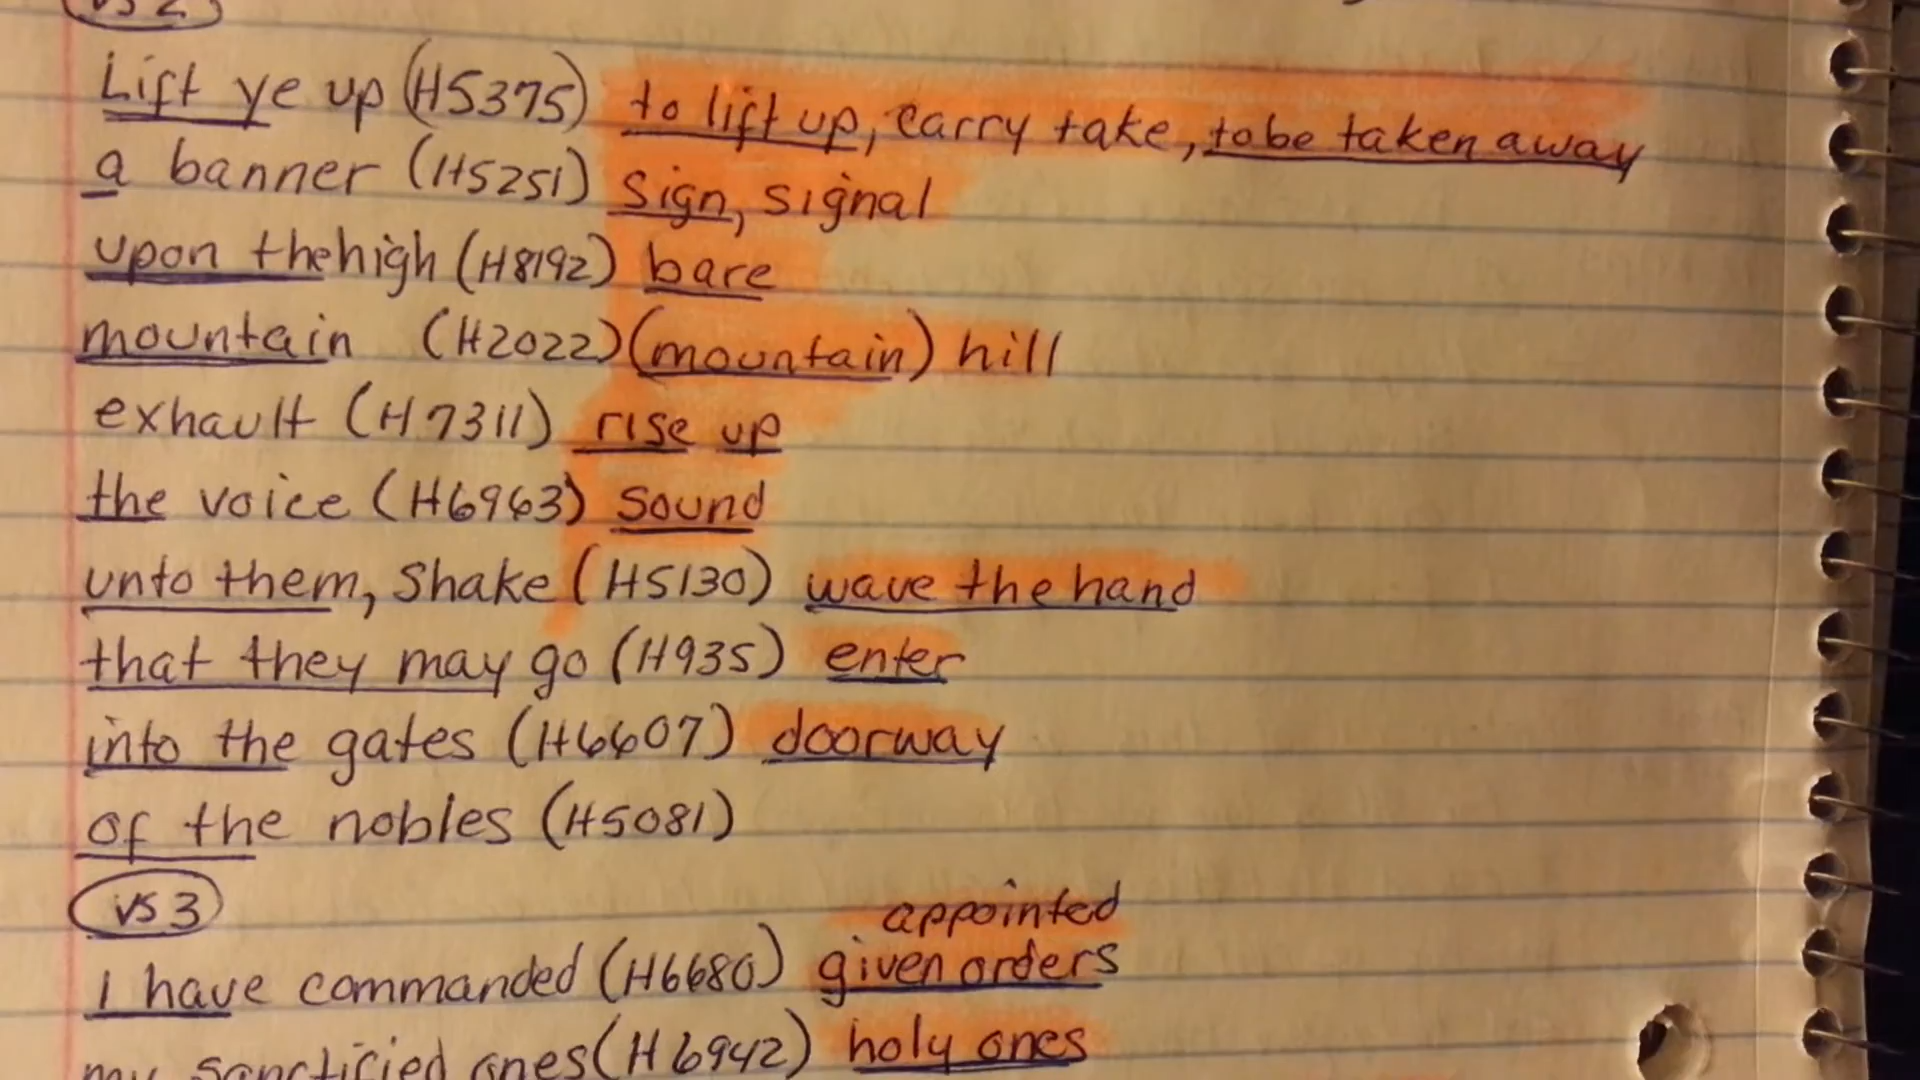 vs 2
Lift ye up (H5375) to lift up, carry take, to be taken away
a banner (H5251) sign, signal
upon the high (H8192) bare
mountain (H2022) (mountain) hill
exhault (H7311) rise up
the voice (H6963) sound
unto them, Shake (H5130) wave the hand
that they may go (H935) enter
into the gates (H6607) doorway
of the nobles (H5081)
vs 3
appointed
I have commanded (H6680) given orders
my sanctified ones (H6942) holy ones